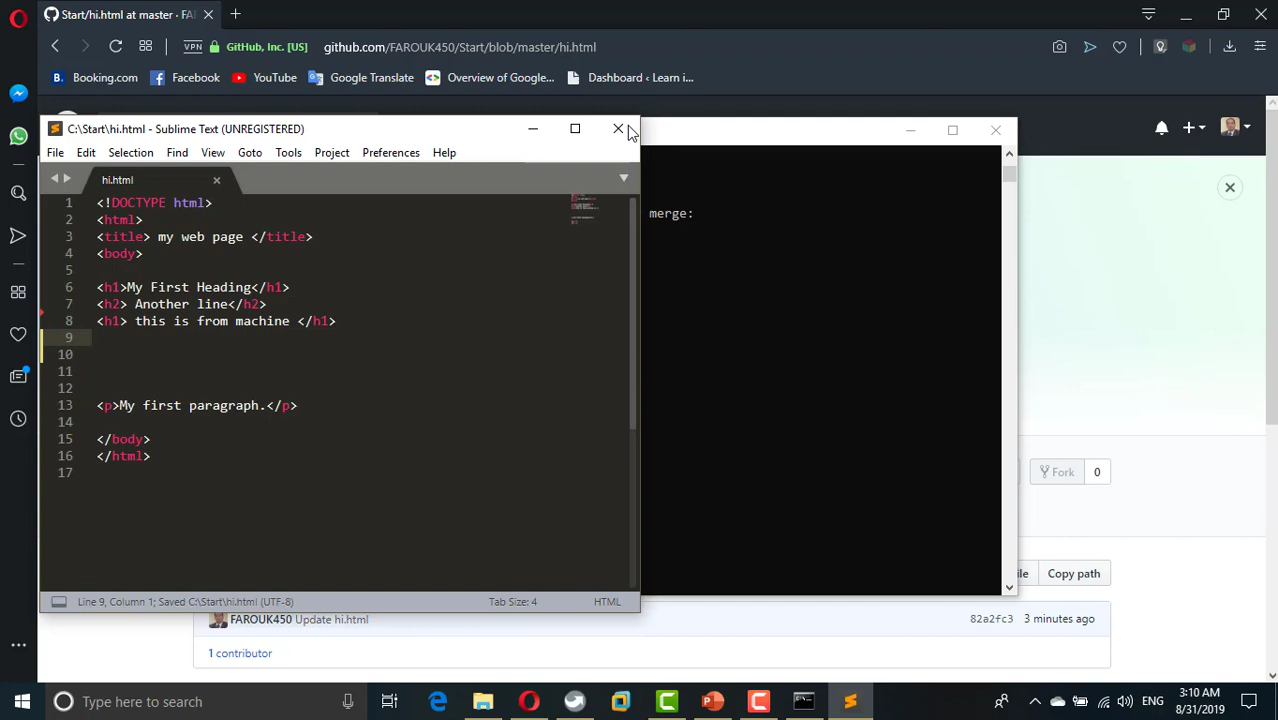 Start/hi.html at master · FA
VPN
GitHub, Inc. [US]
github.com/FAROUK450/Start/blob/master/hi.html
Booking.com
Facebook
YouTube
Google Translate
Overview of Google...
Dashboard ‹ Learn i...
C:\Start\hi.html - Sublime Text (UNREGISTERED)
File Edit Selection Find View Goto Tools Project Preferences Help
hi.html
1 <!DOCTYPE html>
2 <html>
3 <title> my web page </title>
4 <body>
5
6 <h1>My First Heading</h1>
7 <h2> Another line</h2>
8 <h1> this is from machine </h1>
9
10
11
12
13 <p>My first paragraph.</p>
14
15 </body>
16 </html>
17
Line 9, Column 1; Saved C:\Start\hi.html (UTF-8)
Tab Size: 4
HTML
merge:
Fork
0
ile
Copy path
FAROUK450 Update hi.html
82a2fc3 3 minutes ago
1 contributor
Type here to search
ENG
3:10 AM
8/31/2019